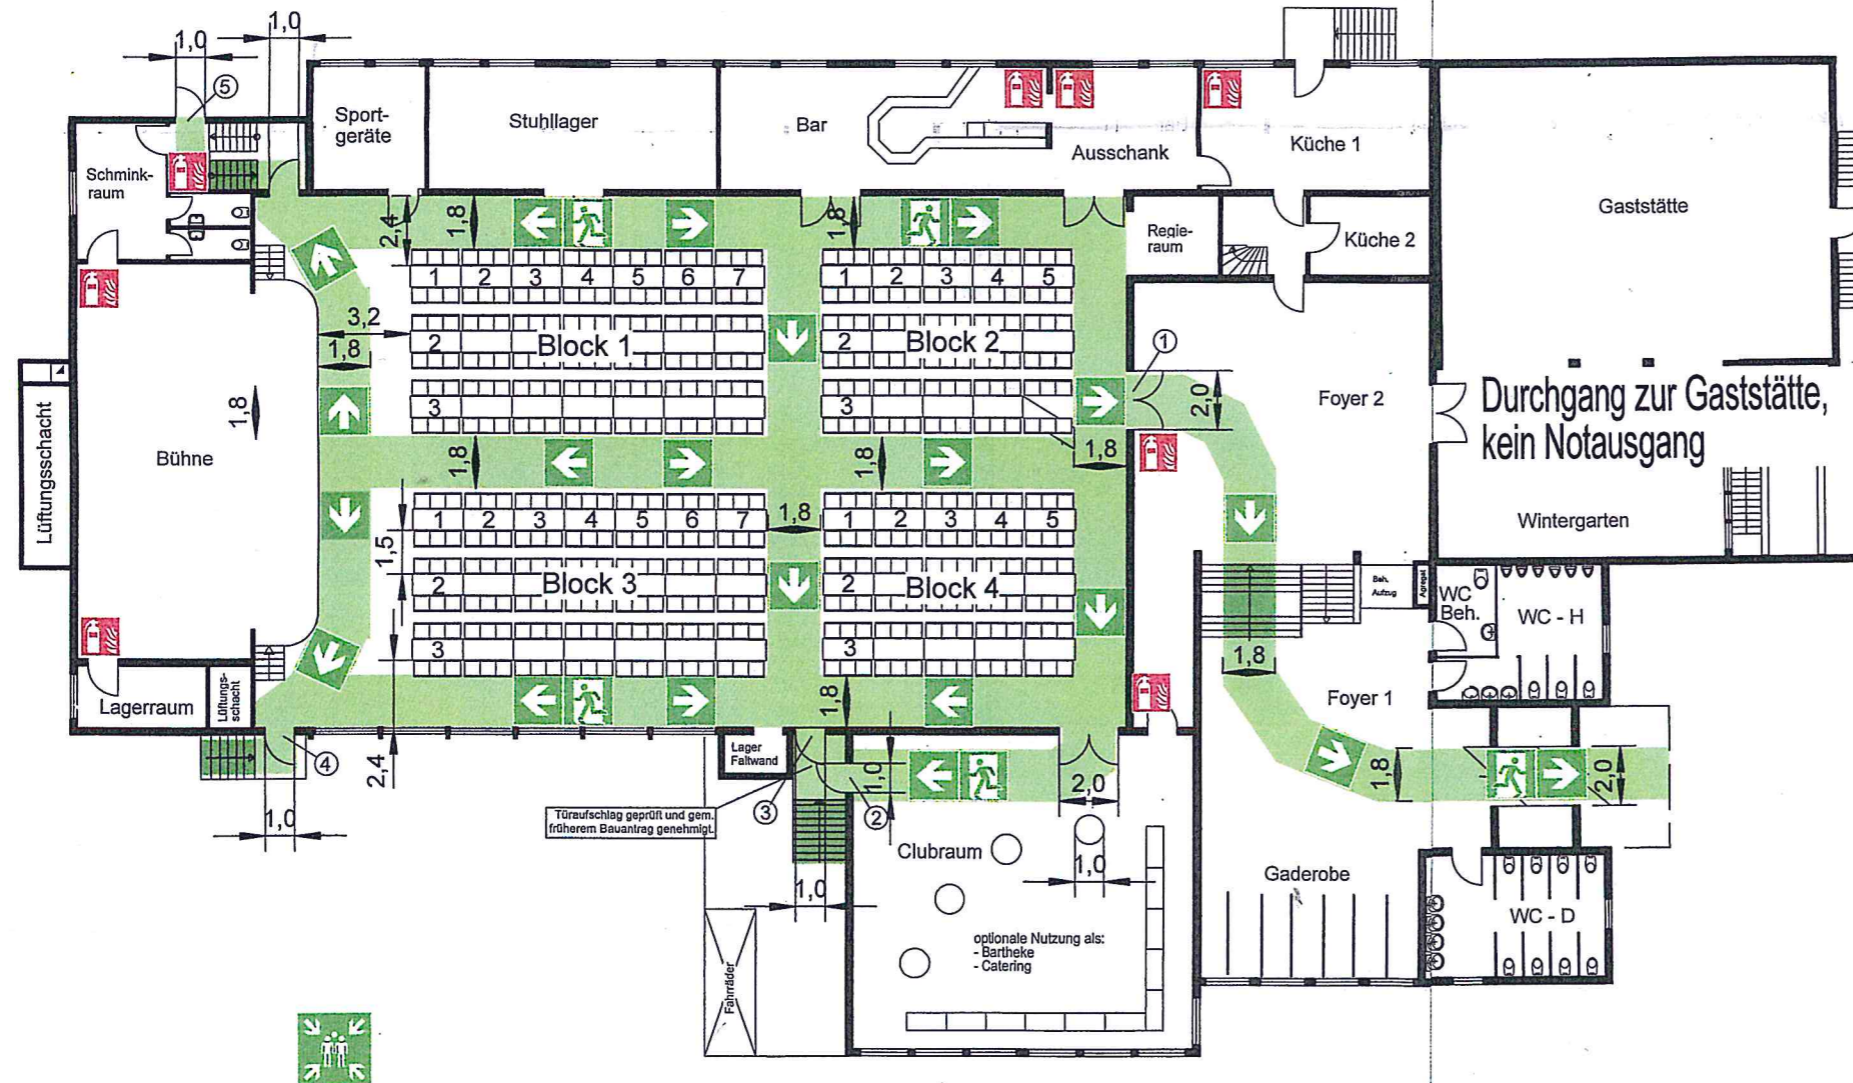 1,0
1,0
5
Sport-
geräte
Stuhllager
Bar
Ausschank
Küche 1
Schmink-
raum
Gaststätte
2,4
1,8
1,8
Regie-
raum
Küche 2
1 2 3 4 5 6 7
1 2 3 4 5
3,2
1,8
2
Block 1
2
Block 2
1
3
3
1,8
2,0
Foyer 2
Durchgang zur Gaststätte,
kein Notausgang
Lüftungsschacht
Bühne
1,8
1,8
1,8
Wintergarten
1 2 3 4 5 6 7
1,8
1 2 3 4 5
1,5
2
Block 3
2
Block 4
3
3
Beh.
Aufzug
Agregat
WC
Beh.
WC - H
1,8
Foyer 1
Lagerraum
Lüftungs-
schacht
1,8
2,4
4
Lager
Faltwand
1,0
2,0
1,8
2,0
1,0
Türaufschlag geprüft und gem.
früherem Bauantrag genehmigt.
3
2
Clubraum
1,0
1,0
Gaderobe
WC - D
optionale Nutzung als:
- Bartheke
- Catering
Fahrräder